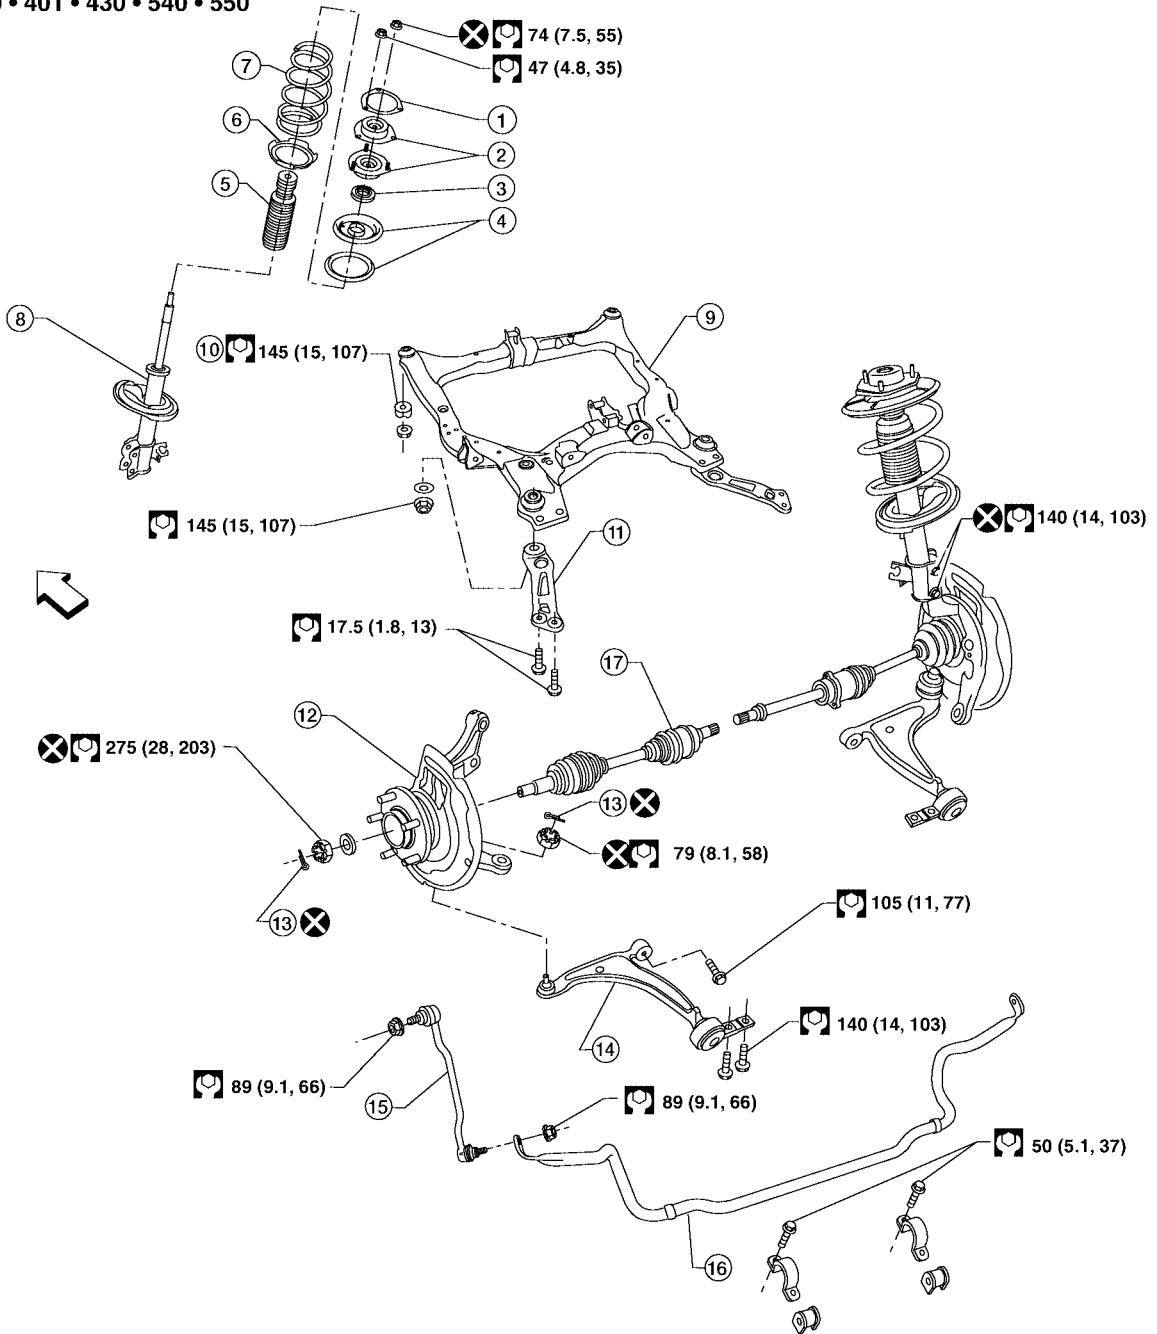 • 401 • 430 • 540 • 550
74 (7.5, 55)
47 (4.8, 35)
7
1
6
2
5
3
4
8
9
10 145 (15, 107)
145 (15, 107)
140 (14, 103)
11
17.5 (1.8, 13)
17
12
275 (28, 203)
13
79 (8.1, 58)
13
105 (11, 77)
14
140 (14, 103)
89 (9.1, 66)
15
89 (9.1, 66)
50 (5.1, 37)
16